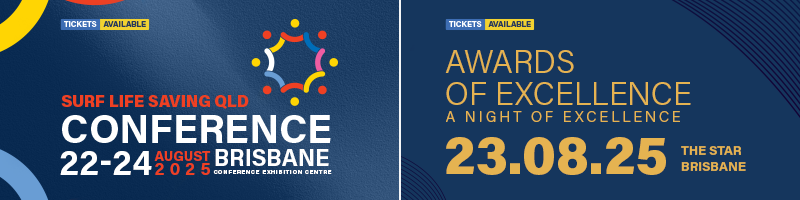 TICKETS AVAILABLE
SURF LIFE SAVING QLD
CONFERENCE
22-24 AUGUST 2025 BRISBANE
CONFERENCE EXHIBITION CENTRE
TICKETS AVAILABLE
AWARDS
OF EXCELLENCE
A NIGHT OF EXCELLENCE
23.08.25
THE STAR
BRISBANE